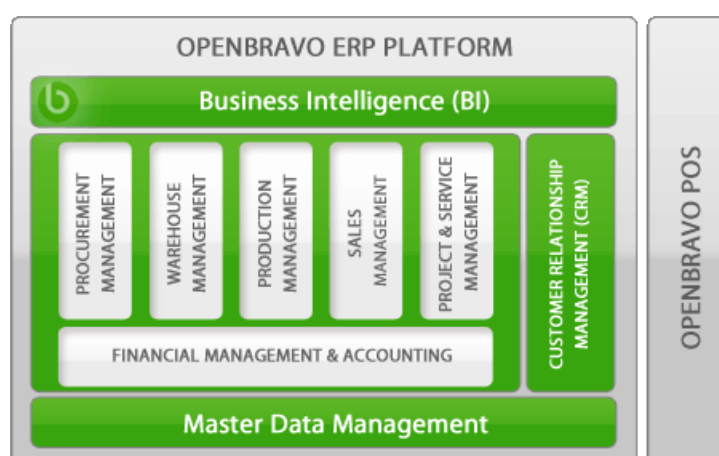 OPENBRAVO ERP PLATFORM
Business Intelligence (BI)
PROCUREMENT
MANAGEMENT
WAREHOUSE
MANAGEMENT
PRODUCTION
MANAGEMENT
SALES
MANAGEMENT
PROJECT & SERVICE
MANAGEMENT
FINANCIAL MANAGEMENT & ACCOUNTING
CUSTOMER RELATIONSHIP
MANAGEMENT (CRM)
Master Data Management
OPENBRAVO POS